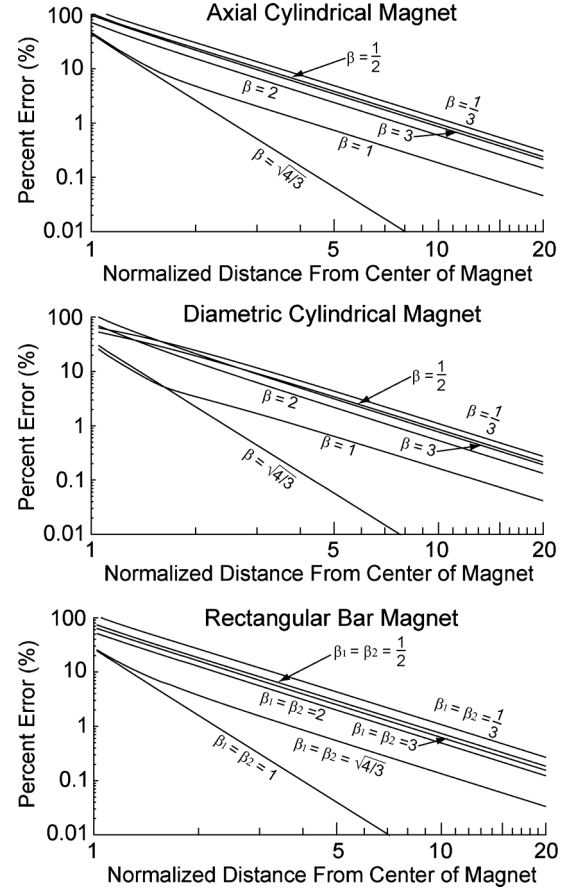 Axial Cylindrical Magnet
Percent Error (%)
100
10
1
0.1
0.01
β = 1/2
β = 2
β = 1/3
β = 3
β = 1
β = √4/3
1
5
10
20
Normalized Distance From Center of Magnet
Diametric Cylindrical Magnet
Percent Error (%)
100
10
1
0.1
0.01
β = 1/2
β = 2
β = 1/3
β = 3
β = 1
β = √4/3
1
5
10
20
Normalized Distance From Center of Magnet
Rectangular Bar Magnet
Percent Error (%)
100
10
1
0.1
0.01
β1 = β2 = 1/2
β1 = β2 =2
β1 = β2 = 1/3
β1 = β2 =3
β1 = β2 = √4/3
β1 = β2 = 1
1
5
10
20
Normalized Distance From Center of Magnet